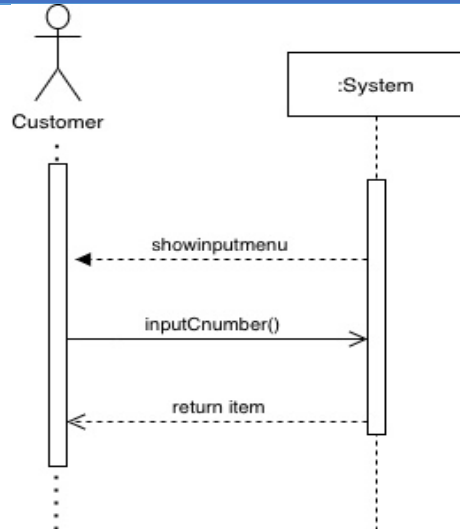 :System
Customer
showinputmenu
inputCnumber()
return item